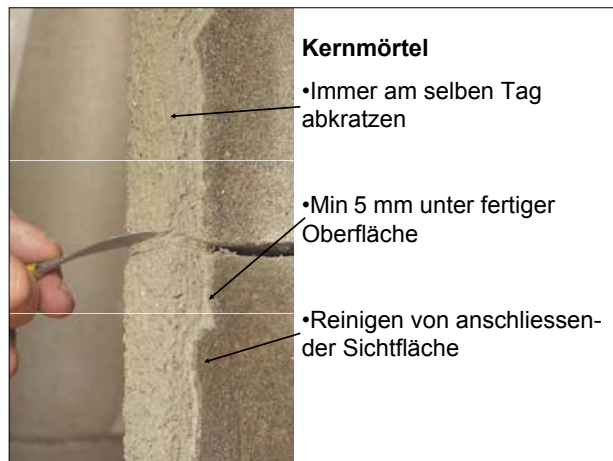 Kernmörtel
•Immer am selben Tag
abkratzen
•Min 5 mm unter fertiger
Oberfläche
•Reinigen von anschliessen-
der Sichtfläche